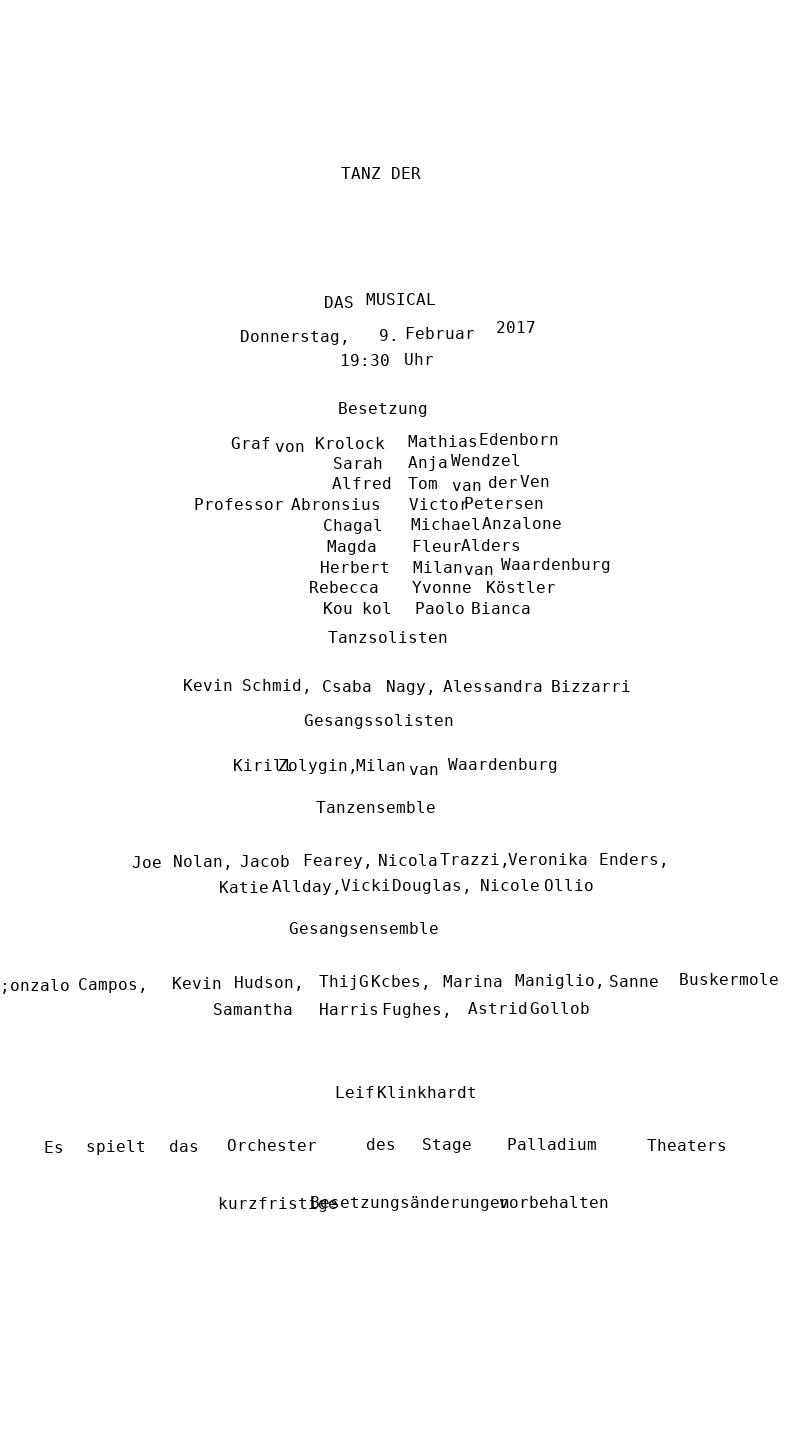 TANZ DER
DAS MUSICAL
Donnerstag, 9. Februar 2017
19:30 Uhr
Besetzung
Graf von Krolock Mathias Edenborn
Sarah Anja Wendzel
Alfred Tom van der Ven
Professor Abronsius Victor Petersen
Chagal Michael Anzalone
Magda Fleur Alders
Herbert Milan van Waardenburg
Rebecca Yvonne Köstler
Kou kol Paolo Bianca
Tanzsolisten
Kevin Schmid, Csaba Nagy, Alessandra Bizzarri
Gesangssolisten
Kirill Zolygin, Milan van Waardenburg
Tanzensemble
Joe Nolan, Jacob Fearey, Nicola Trazzi, Veronika Enders,
Katie Allday, Vicki Douglas, Nicole Ollio
Gesangsensemble
;onzalo Campos, Kevin Hudson, ThijG Kcbes, Marina Maniglio, Sanne Buskermole
Samantha Harris Fughes, Astrid Gollob
Leif Klinkhardt
Es spielt das Orchester des Stage Palladium Theaters
kurzfristige Besetzungsänderungen vorbehalten